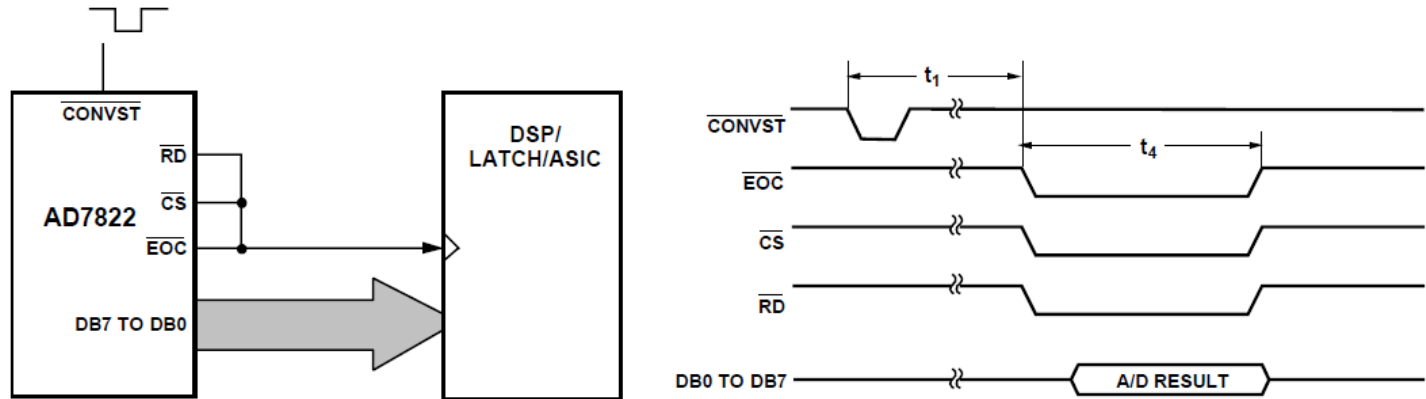 CONVST
RD
CS
AD7822
EOC
DB7 TO DB0
DSP/
LATCH/ASIC
t1
CONVST
t4
EOC
CS
RD
DB0 TO DB7
A/D RESULT